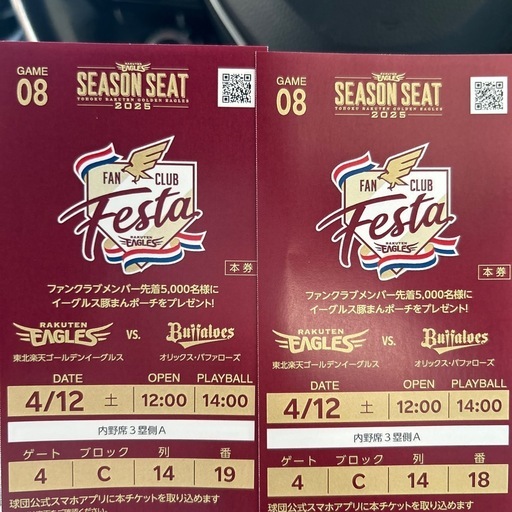 GAME
08
RAKUTEN
EAGLES
SEASON SEAT
TOHOKU RAKUTEN GOLDEN EAGLES
2025
FAN CLUB
Festa
RAKUTEN
EAGLES
本券
ファンクラブメンバー先着5,000名様に
イーグルス豚まんポーチをプレゼント!
RAKUTEN
EAGLES
VS.
Buffaloes
東北楽天ゴールデンイーグルス
オリックス・バファローズ
DATE OPEN PLAYBALL
4/12 土 12:00 14:00
内野席3塁側A
ゲート ブロック 列 番
4 C 14 19
球団公式スマホアプリに本チケットを取り込めます
GAME
08
RAKUTEN
EAGLES
SEASON SEAT
TOHOKU RAKUTEN GOLDEN EAGLES
2025
FAN CLUB
Festa
RAKUTEN
EAGLES
本券
ファンクラブメンバー先着5,000名様に
イーグルス豚まんポーチをプレゼント!
RAKUTEN
EAGLES
VS.
Buffaloes
東北楽天ゴールデンイーグルス
オリックス・バファローズ
DATE OPEN PLAYBALL
4/12 土 12:00 14:00
内野席3塁側A
ゲート ブロック 列 番
4 C 14 18
球団公式スマホアプリに本チケットを取り込めます